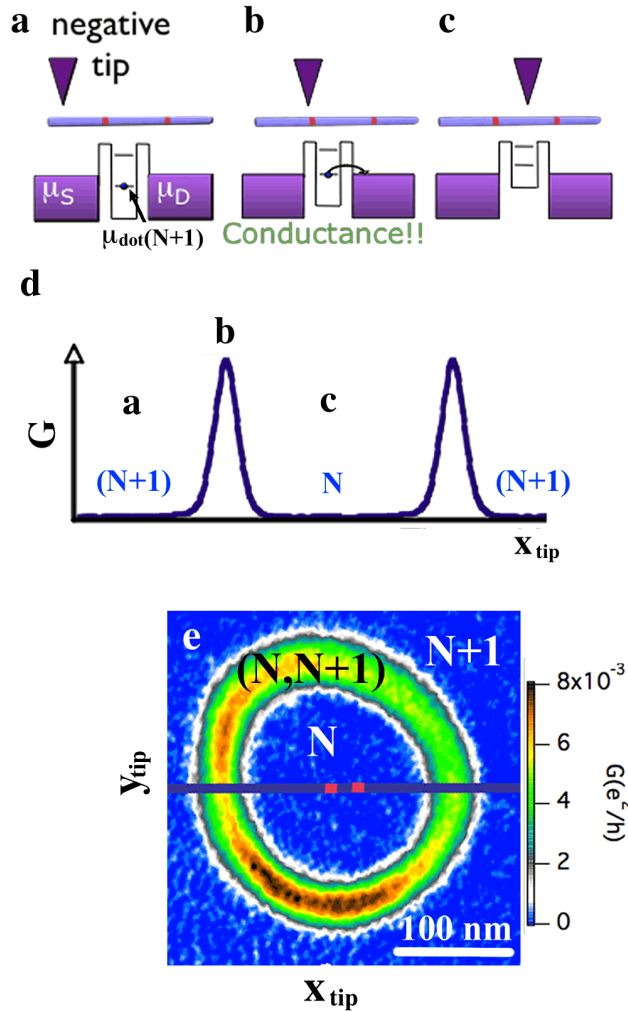 a
negative
tip
b
c
μS
μD
μdot(N+1)
Conductance!!
d
b
a
c
G
(N+1)
N
(N+1)
xtip
e
N+1
(N,N+1)
N
ytip
100 nm
xtip
8x10⁻³
6
4
2
0
G(e²/h)